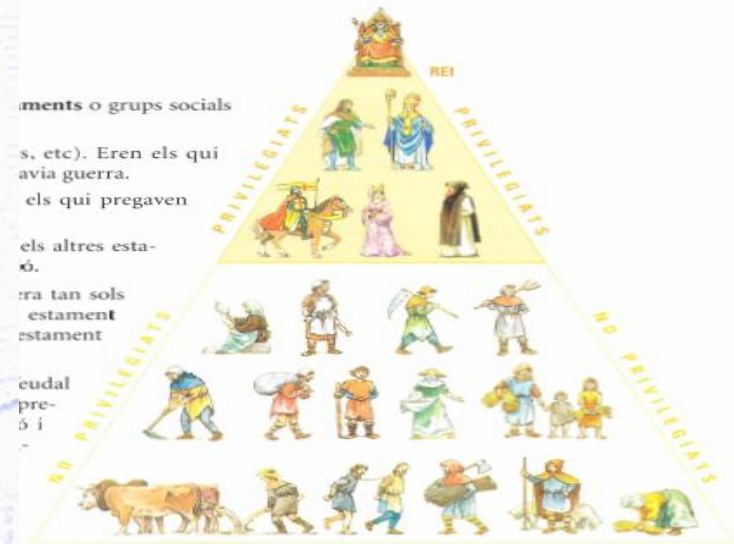 aments o grups socials
s, etc). Eren els qui
avia guerra.
els qui pregaven
els altres esta-
ó.
era tan sols
estament
estament
eudal
pre-
ó i
-
REI
PRIVILEGIATS
PRIVILEGIATS
NO PRIVILEGIATS
NO PRIVILEGIATS